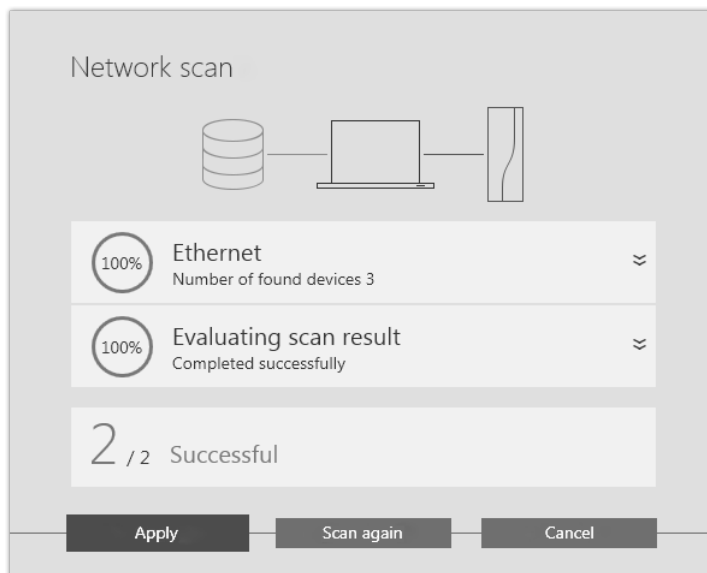 Network scan
100%
Ethernet
Number of found devices 3
100%
Evaluating scan result
Completed successfully
2 / 2 Successful
Apply
Scan again
Cancel